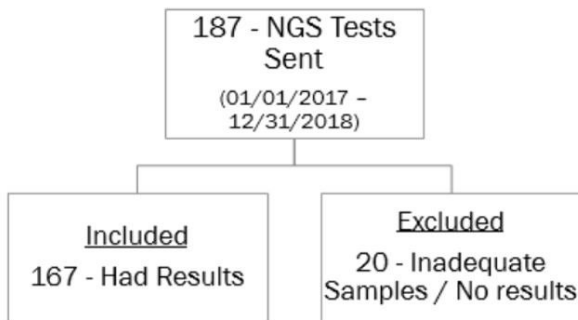 187 - NGS Tests
Sent
(01/01/2017 –
12/31/2018)
Included
167 - Had Results
Excluded
20 - Inadequate
Samples / No results